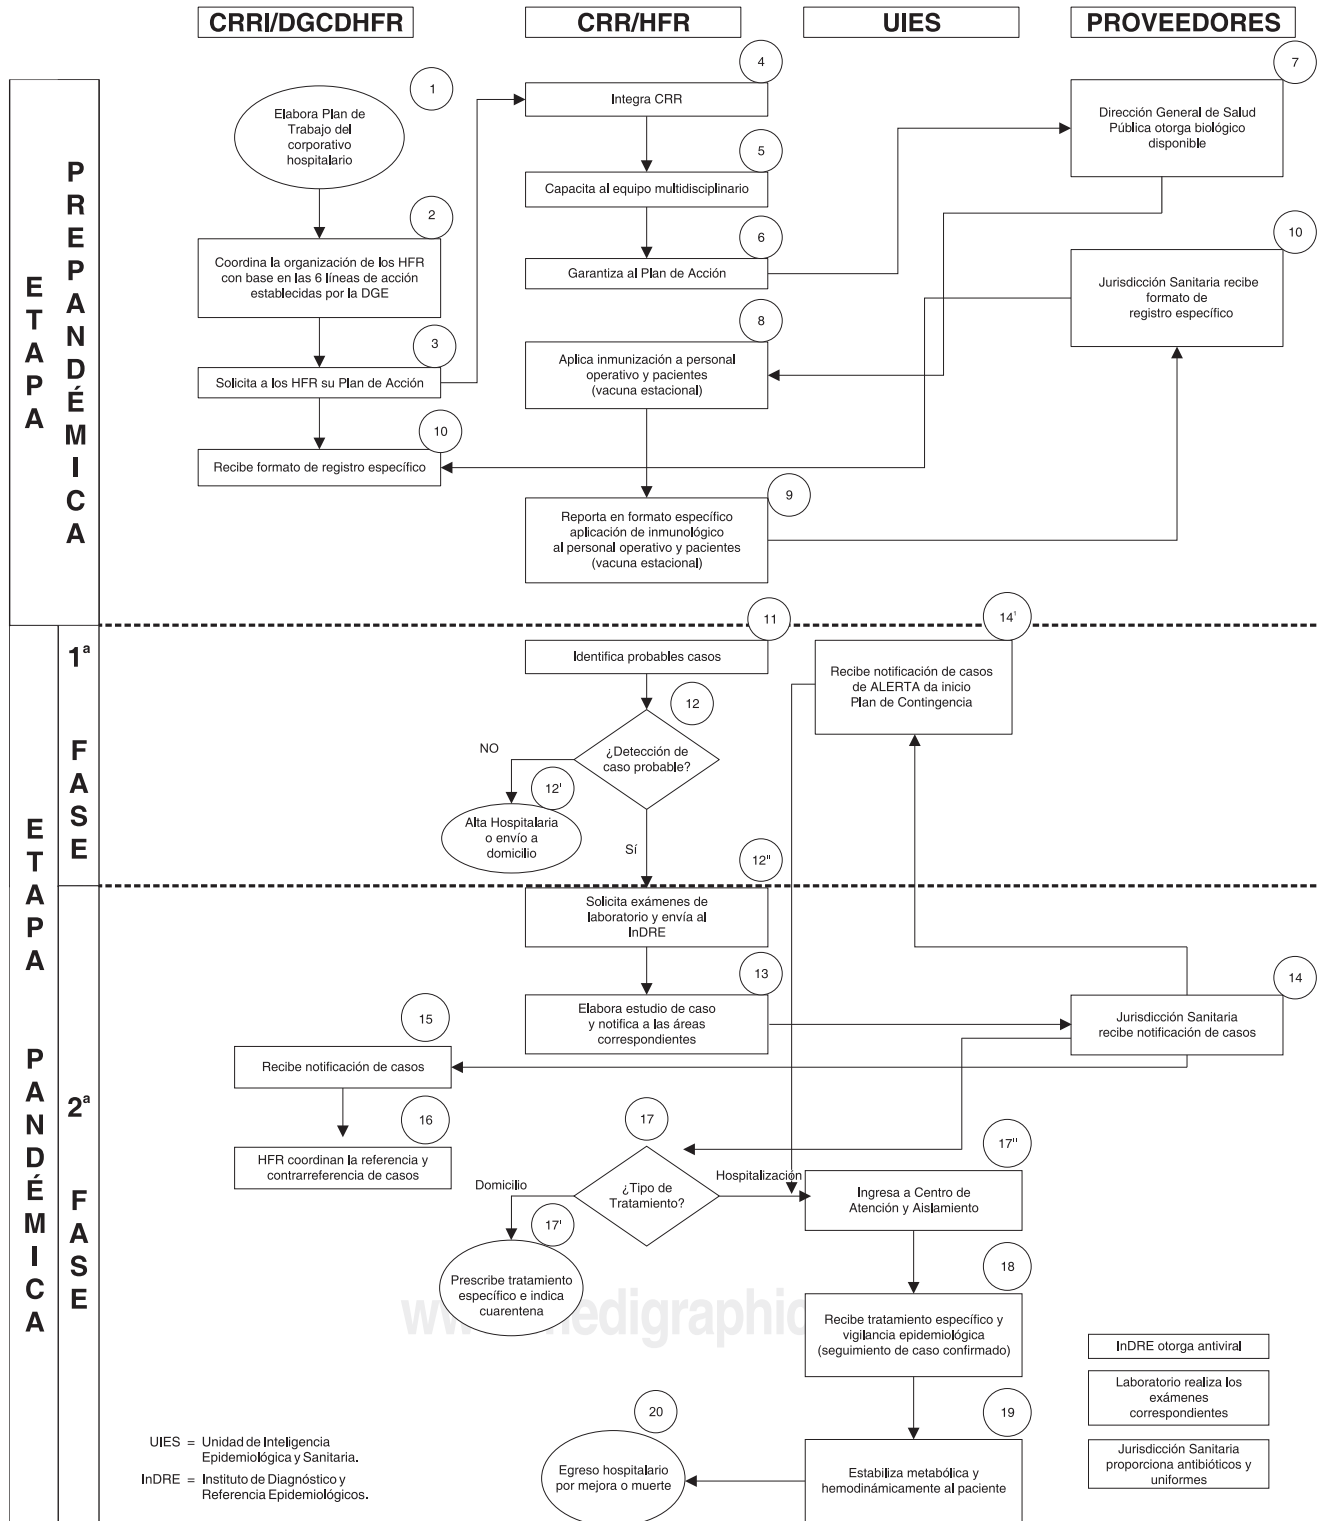 CRRI/DGCDHFR
CRR/HFR
UIES
PROVEEDORES
ETAPA
PREPANDÉMICA
1
Elabora Plan de
Trabajo del
corporativo
hospitalario
2
Coordina la organización de los HFR
con base en las 6 líneas de acción
establecidas por la DGE
3
Solicita a los HFR su Plan de Acción
10
Recibe formato de registro específico
4
Integra CRR
5
Capacita al equipo multidisciplinario
6
Garantiza al Plan de Acción
7
Dirección General de Salud
Pública otorga biológico
disponible
8
Aplica inmunización a personal
operativo y pacientes
(vacuna estacional)
9
Reporta en formato específico
aplicación de inmunológico
al personal operativo y pacientes
(vacuna estacional)
10
Jurisdicción Sanitaria recibe
formato de
registro específico
ETAPA PANDÉMICA
1ª FASE
11
Identifica probables casos
12
¿Detección de
caso probable?
NO
12'
Alta Hospitalaria
o envío a
domicilio
Sí
14'
Recibe notificación de casos
de ALERTA da inicio
Plan de Contingencia
2ª FASE
12"
Solicita exámenes de
laboratorio y envía al
InDRE
13
Elabora estudio de caso
y notifica a las áreas
correspondientes
14
Jurisdicción Sanitaria
recibe notificación de casos
15
Recibe notificación de casos
16
HFR coordinan la referencia y
contrarreferencia de casos
17
¿Tipo de
Tratamiento?
Domicilio
Hospitalización
17'
Prescribe tratamiento
específico e indica
cuarentena
17"
Ingresa a Centro de
Atención y Aislamiento
18
Recibe tratamiento específico y
vigilancia epidemiológica
(seguimiento de caso confirmado)
19
Estabiliza metabólica y
hemodinámicamente al paciente
20
Egreso hospitalario
por mejora o muerte
InDRE otorga antiviral
Laboratorio realiza los
exámenes
correspondientes
Jurisdicción Sanitaria
proporciona antibióticos y
uniformes
UIES = Unidad de Inteligencia
Epidemiológica y Sanitaria.
InDRE = Instituto de Diagnóstico y
Referencia Epidemiológicos.